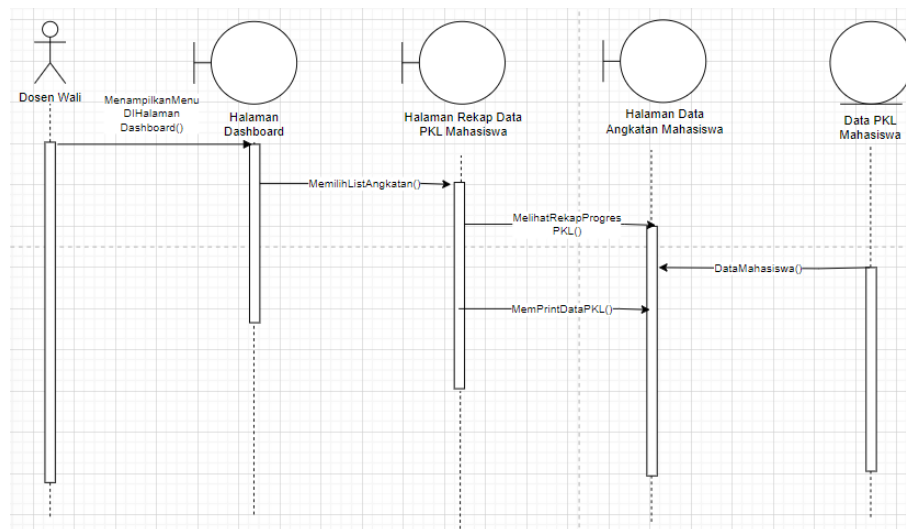 Dosen Wali
MenampilkanMenu
DIHalaman
Dashboard()
Halaman
Dashboard
Halaman Rekap Data
PKL Mahasiswa
Halaman Data
Angkatan Mahasiswa
Data PKL
Mahasiswa
MemilihListAngkatan()
MelihatRekapProgres
PKL()
DataMahasiswa()
MemPrintDataPKL()